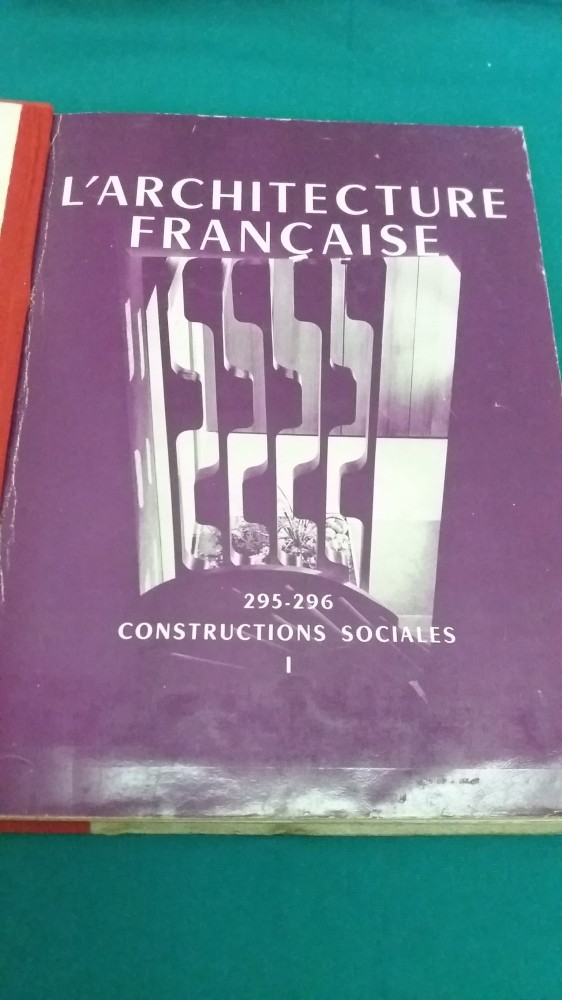 L'ARCHITECTURE
FRANÇAISE
295-296
CONSTRUCTIONS SOCIALES
I